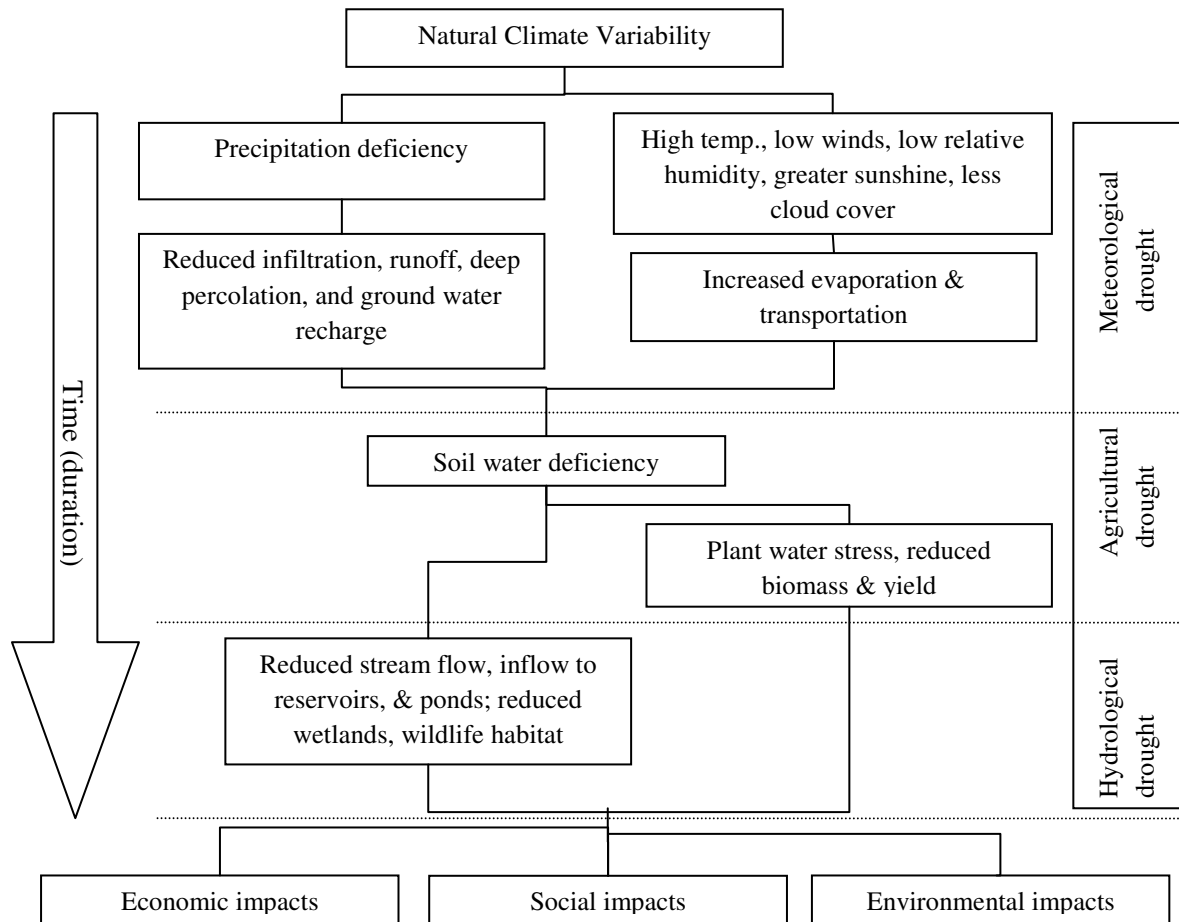 Natural Climate Variability
Precipitation deficiency
High temp., low winds, low relative
humidity, greater sunshine, less
cloud cover
Reduced infiltration, runoff, deep
percolation, and ground water
recharge
Increased evaporation &
transportation
Meteorological
drought
Time (duration)
Soil water deficiency
Plant water stress, reduced
biomass & yield
Agricultural
drought
Reduced stream flow, inflow to
reservoirs, & ponds; reduced
wetlands, wildlife habitat
Hydrological
drought
Economic impacts
Social impacts
Environmental impacts